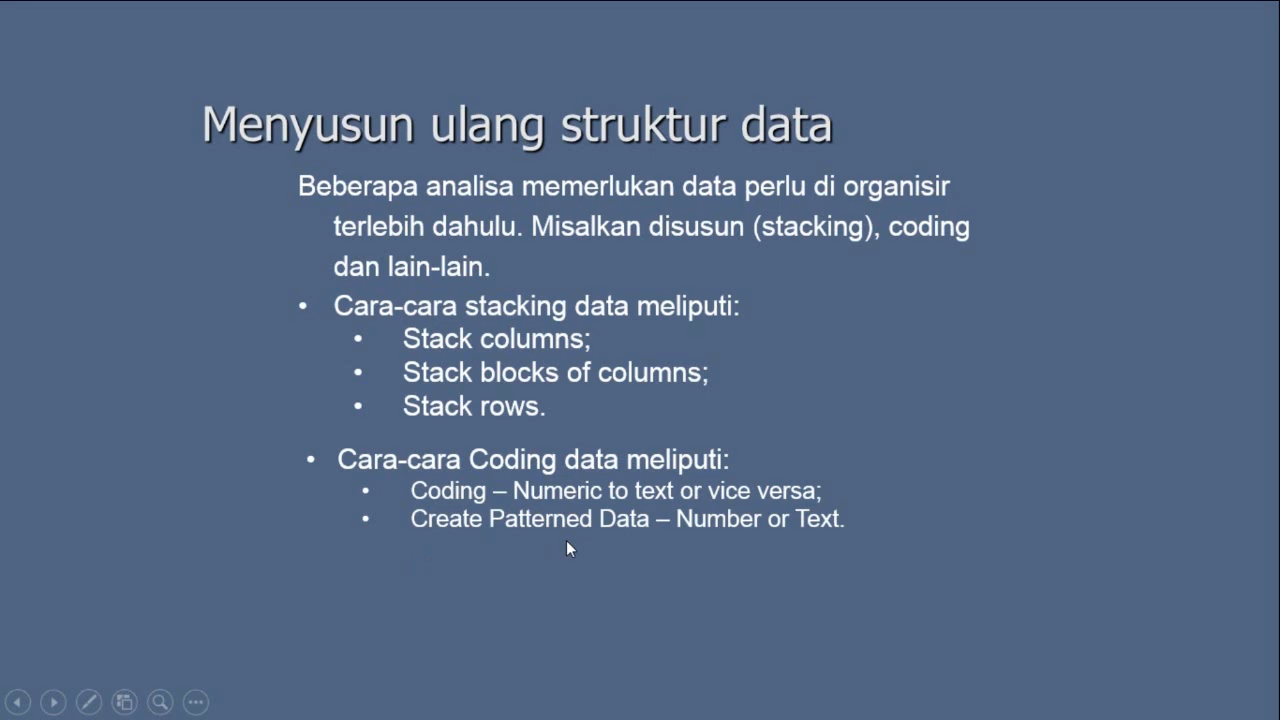 Menyusun ulang struktur data
Beberapa analisa memerlukan data perlu di organisir
terlebih dahulu. Misalkan disusun (stacking), coding
dan lain-lain.
• Cara-cara stacking data meliputi:
• Stack columns;
• Stack blocks of columns;
• Stack rows.
• Cara-cara Coding data meliputi:
• Coding – Numeric to text or vice versa;
• Create Patterned Data – Number or Text.